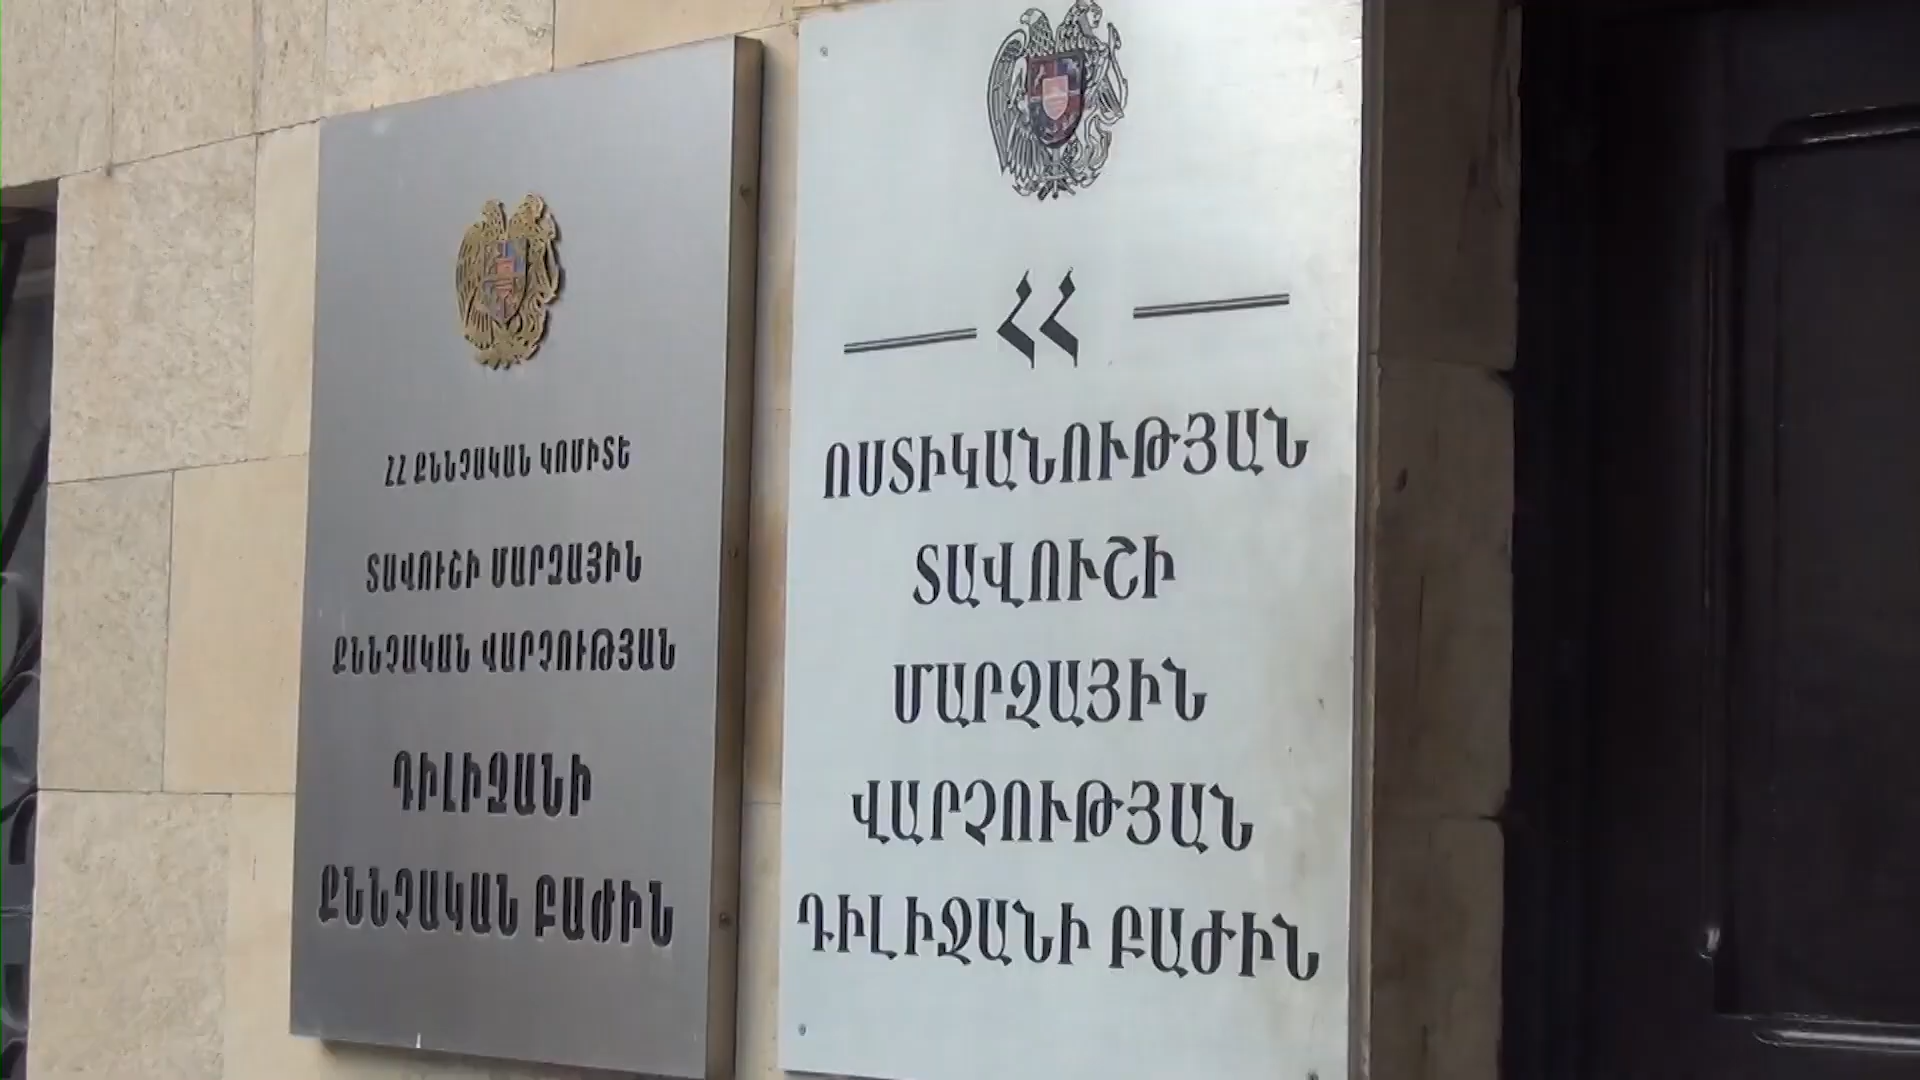 ՀՀ ՔՆՆՉԱԿԱՆ ԿՈՄԻՏԵ
ՏԱՎՈՒՇԻ ՄԱՐԶԱՅԻՆ
ՔՆՆՉԱԿԱՆ ՎԱՐՉՈՒԹՅԱՆ
ԴԻԼԻՋԱՆԻ
ՔՆՆՉԱԿԱՆ ԲԱԺԻՆ
ՀՀ
ՈՍՏԻԿԱՆՈՒԹՅԱՆ
ՏԱՎՈՒՇԻ
ՄԱՐԶԱՅԻՆ
ՎԱՐՉՈՒԹՅԱՆ
ԴԻԼԻՋԱՆԻ ԲԱԺԻՆ